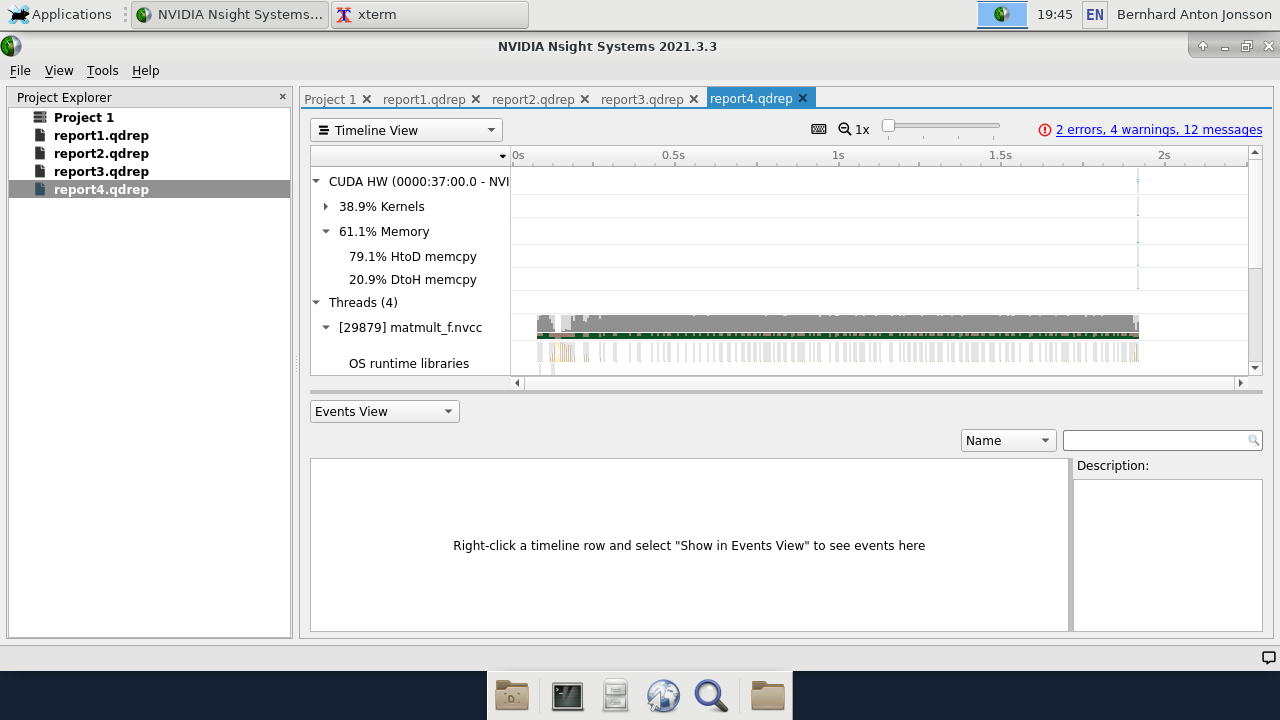 Applications
NVIDIA Nsight Systems...
xterm
19:45
EN
Bernhard Anton Jonsson
NVIDIA Nsight Systems 2021.3.3
File View Tools Help
Project Explorer
Project 1
report1.qdrep
report2.qdrep
report3.qdrep
report4.qdrep
Project 1 report1.qdrep report2.qdrep report3.qdrep report4.qdrep
Timeline View
1x
2 errors, 4 warnings, 12 messages
0s 0.5s 1s 1.5s 2s
CUDA HW (0000:37:00.0 - NVI
38.9% Kernels
61.1% Memory
79.1% HtoD memcpy
20.9% DtoH memcpy
Threads (4)
[29879] matmult_f.nvcc
OS runtime libraries
Events View
Name
Right-click a timeline row and select "Show in Events View" to see events here
Description: